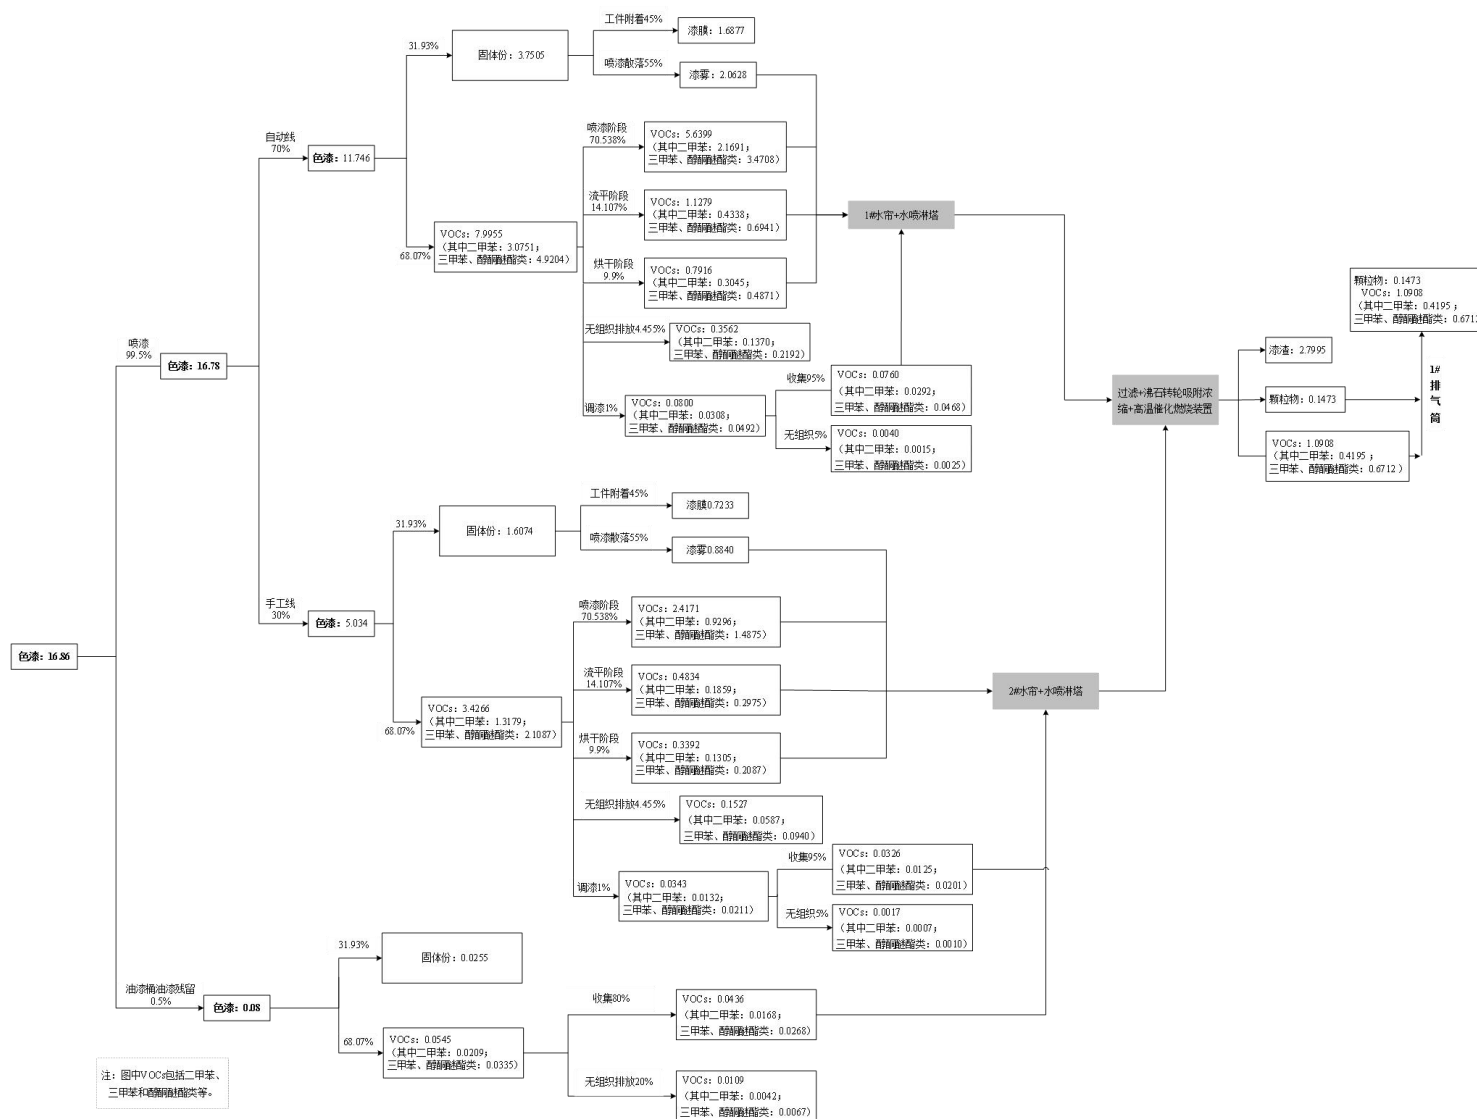 色漆：16.86
喷漆
99.5%
色漆：16.78
自动线
70%
色漆：11.746
31.93%
固体份：3.7505
工件附着45%
漆膜：1.6877
喷漆散落55%
漆雾：2.0628
68.07%
VOCs：7.9955
（其中二甲苯：3.0751；
三甲苯、醇酮醚酯类：4.9204）
喷漆阶段
70.538%
VOCs：5.6399
（其中二甲苯：2.1691；
三甲苯、醇酮醚酯类：3.4708）
流平阶段
14.107%
VOCs：1.1279
（其中二甲苯：0.4338；
三甲苯、醇酮醚酯类：0.6941）
烘干阶段
9.9%
VOCs：0.7916
（其中二甲苯：0.3045；
三甲苯、醇酮醚酯类：0.4871）
无组织排放4.455%
VOCs：0.3562
（其中二甲苯：0.1370；
三甲苯、醇酮醚酯类：0.2192）
调漆1%
VOCs：0.0800
（其中二甲苯：0.0308；
三甲苯、醇酮醚酯类：0.0492）
收集95%
VOCs：0.0760
（其中二甲苯：0.0292；
三甲苯、醇酮醚酯类：0.0468）
无组织5%
VOCs：0.0040
（其中二甲苯：0.0015；
三甲苯、醇酮醚酯类：0.0025）
1#水帘+水喷淋塔
手工线
30%
色漆：5.034
31.93%
固体份：1.6074
工件附着45%
漆膜0.7233
喷漆散落55%
漆雾0.8840
68.07%
VOCs：3.4266
（其中二甲苯：1.3179；
三甲苯、醇酮醚酯类：2.1087）
喷漆阶段
70.538%
VOCs：2.4171
（其中二甲苯：0.9296；
三甲苯、醇酮醚酯类：1.4875）
流平阶段
14.107%
VOCs：0.4834
（其中二甲苯：0.1859；
三甲苯、醇酮醚酯类：0.2975）
烘干阶段
9.9%
VOCs：0.3392
（其中二甲苯：0.1305；
三甲苯、醇酮醚酯类：0.2087）
无组织排放4.455%
VOCs：0.1527
（其中二甲苯：0.0587；
三甲苯、醇酮醚酯类：0.0940）
调漆1%
VOCs：0.0343
（其中二甲苯：0.0132；
三甲苯、醇酮醚酯类：0.0211）
收集95%
VOCs：0.0326
（其中二甲苯：0.0125；
三甲苯、醇酮醚酯类：0.0201）
无组织5%
VOCs：0.0017
（其中二甲苯：0.0007；
三甲苯、醇酮醚酯类：0.0010）
2#水帘+水喷淋塔
油漆桶油漆残留
0.5%
色漆：0.08
31.93%
固体份：0.0255
68.07%
VOCs：0.0545
（其中二甲苯：0.0209；
三甲苯、醇酮醚酯类：0.0335）
收集80%
VOCs：0.0436
（其中二甲苯：0.0168；
三甲苯、醇酮醚酯类：0.0268）
无组织排放20%
VOCs：0.0109
（其中二甲苯：0.0042；
三甲苯、醇酮醚酯类：0.0067）
过滤+沸石转轮吸附浓
缩+高温催化燃烧装置
漆渣：2.7995
颗粒物：0.1473
VOCs：1.0908
（其中二甲苯：0.4195；
三甲苯、醇酮醚酯类：0.6712）
1#排气筒
颗粒物：0.1473
VOCs：1.0908
（其中二甲苯：0.4195；
三甲苯、醇酮醚酯类：0.6712
注：图中VOCs包括二甲苯、
三甲苯和醇酮醚酯类等。